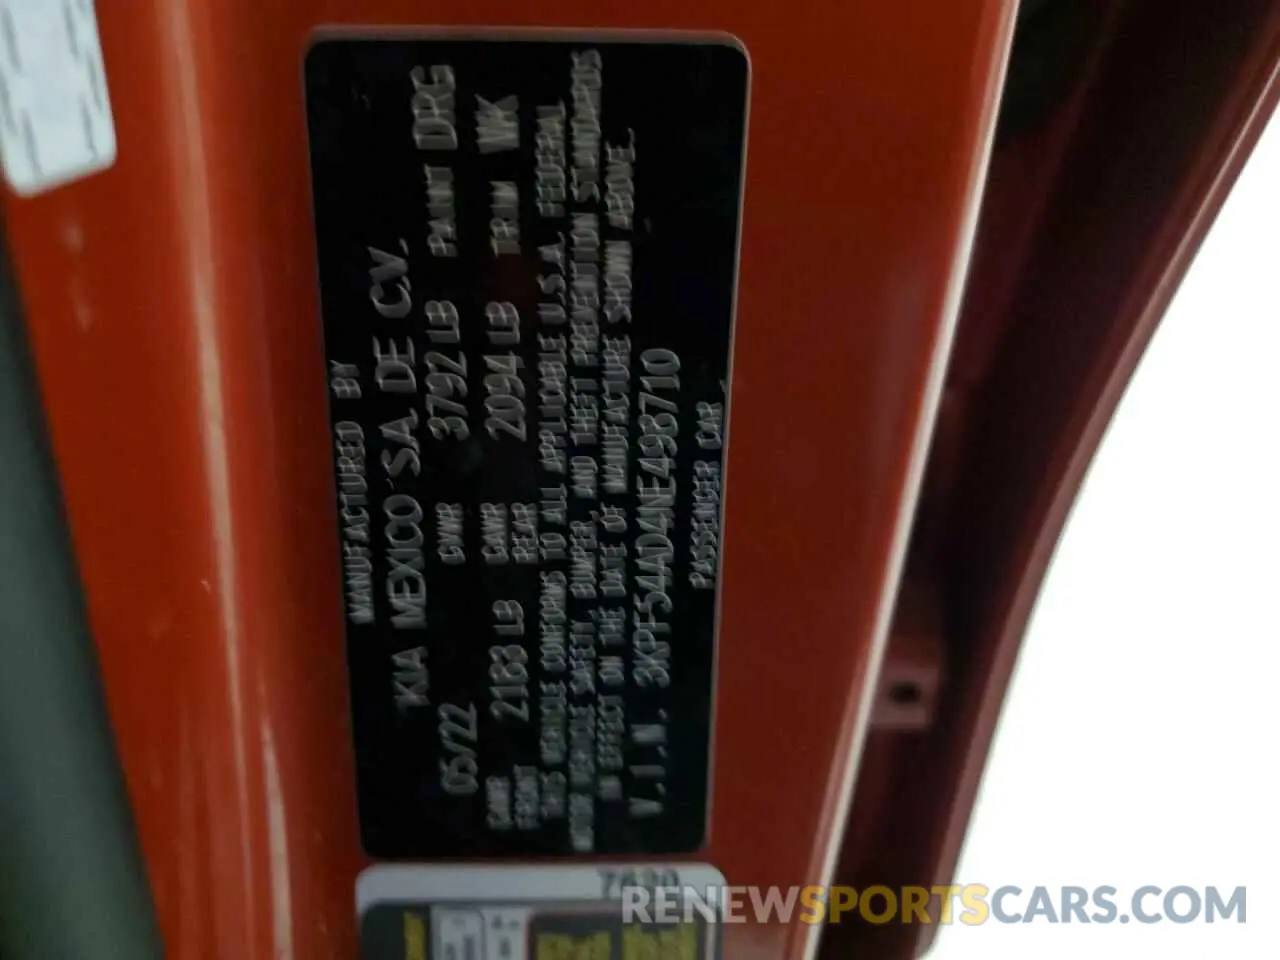 MANUFACTURED BY
KIA MEXICO S.A. DE C.V.
05/22 GVWR 3792 LB PAINT DRG
GAWR FRONT 2183 LB GAWR REAR 2094 LB TRIM WK
THIS VEHICLE CONFORMS TO ALL APPLICABLE U.S.A. FEDERAL
MOTOR VEHICLE SAFETY, BUMPER, AND THEFT PREVENTION STANDARDS
IN EFFECT ON THE DATE OF MANUFACTURE SHOWN ABOVE.
V.I.N. 3KPF54AD4NE498710
PASSENGER CAR
RENEWSPORTSCARS.COM